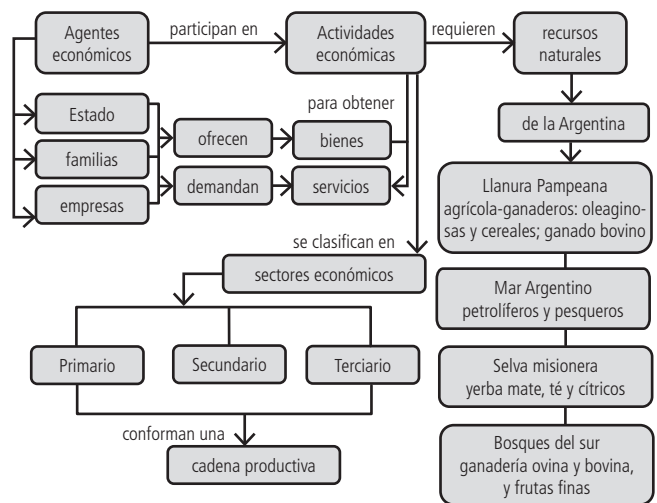 Agentes
económicos
participan en
Actividades
económicas
requieren
recursos
naturales
Estado
familias
empresas
ofrecen
demandan
para obtener
bienes
servicios
de la Argentina
Llanura Pampeana
agrícola-ganaderos: oleagino-
sas y cereales; ganado bovino
Mar Argentino
petrolíferos y pesqueros
Selva misionera
yerba mate, té y cítricos
Bosques del sur
ganadería ovina y bovina,
y frutas finas
se clasifican en
sectores económicos
Primario
Secundario
Terciario
conforman una
cadena productiva